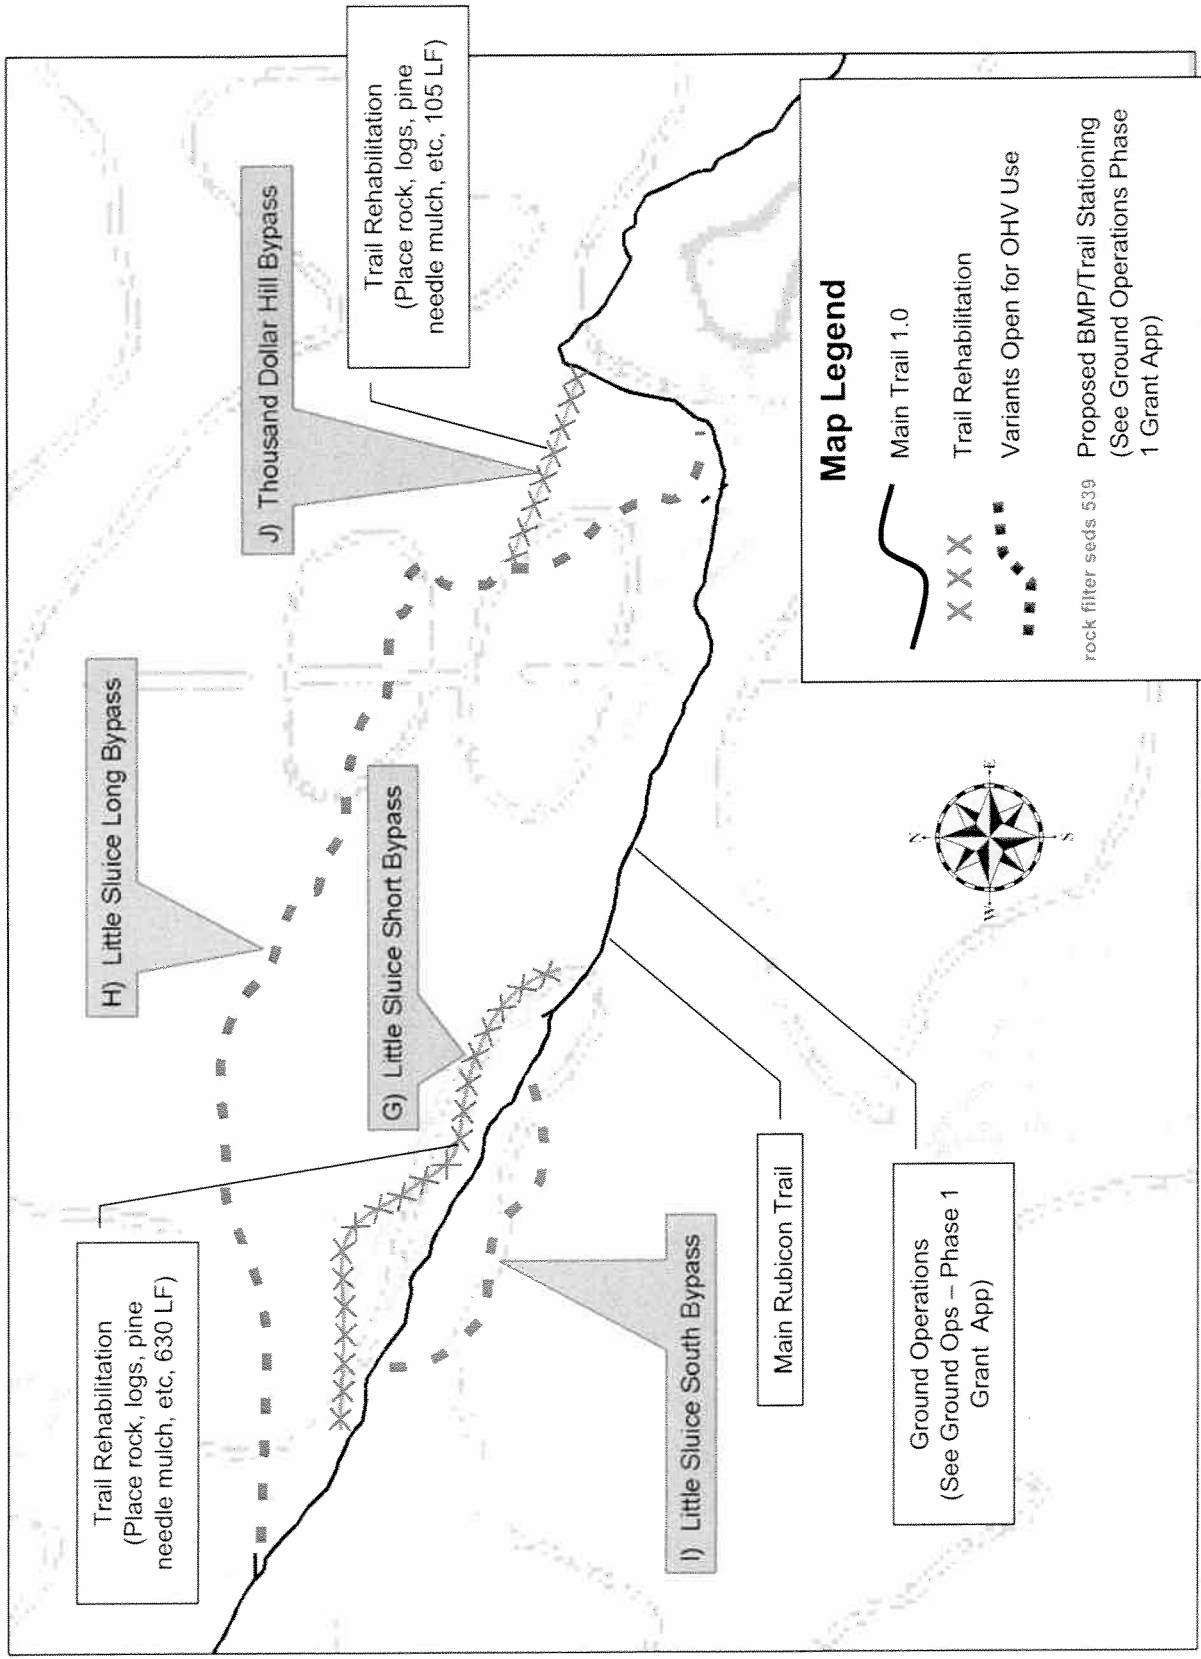 Trail Rehabilitation
(Place rock, logs, pine
needle mulch, etc, 630 LF)
H) Little Sluice Long Bypass
J) Thousand Dollar Hill Bypass
Trail Rehabilitation
(Place rock, logs, pine
needle mulch, etc, 105 LF)
G) Little Sluice Short Bypass
I) Little Sluice South Bypass
Main Rubicon Trail
Ground Operations
(See Ground Ops – Phase 1
Grant App)
N
W
E
S
Map Legend
Main Trail 1.0
X X X
Trail Rehabilitation
Variants Open for OHV Use
rock filter seds 539
Proposed BMP/Trail Stationing
(See Ground Operations Phase
1 Grant App)